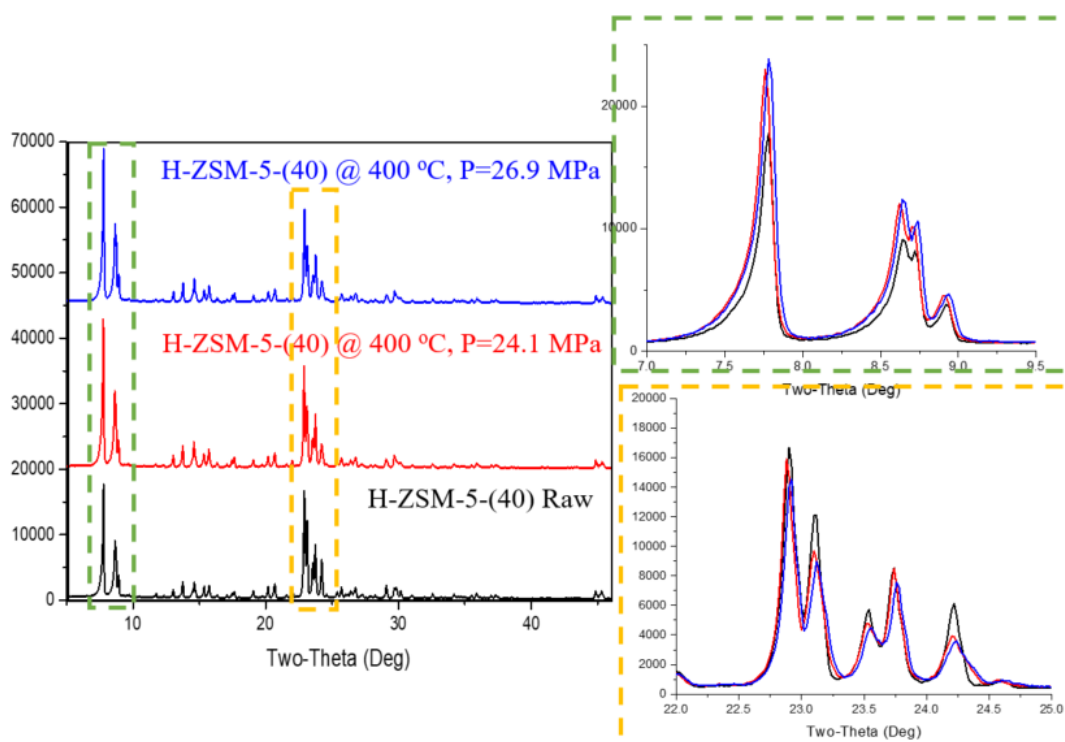 70000
60000
50000
40000
30000
20000
10000
0
H-ZSM-5-(40) @ 400 ºC, P=26.9 MPa
H-ZSM-5-(40) @ 400 ºC, P=24.1 MPa
H-ZSM-5-(40) Raw
10 20 30 40
Two-Theta (Deg)
20000
10000
0
7.0 7.5 8.0 8.5 9.0 9.5
Two-Theta (Deg)
20000
18000
16000
14000
12000
10000
8000
6000
4000
2000
0
22.0 22.5 23.0 23.5 24.0 24.5 25.0
Two-Theta (Deg)